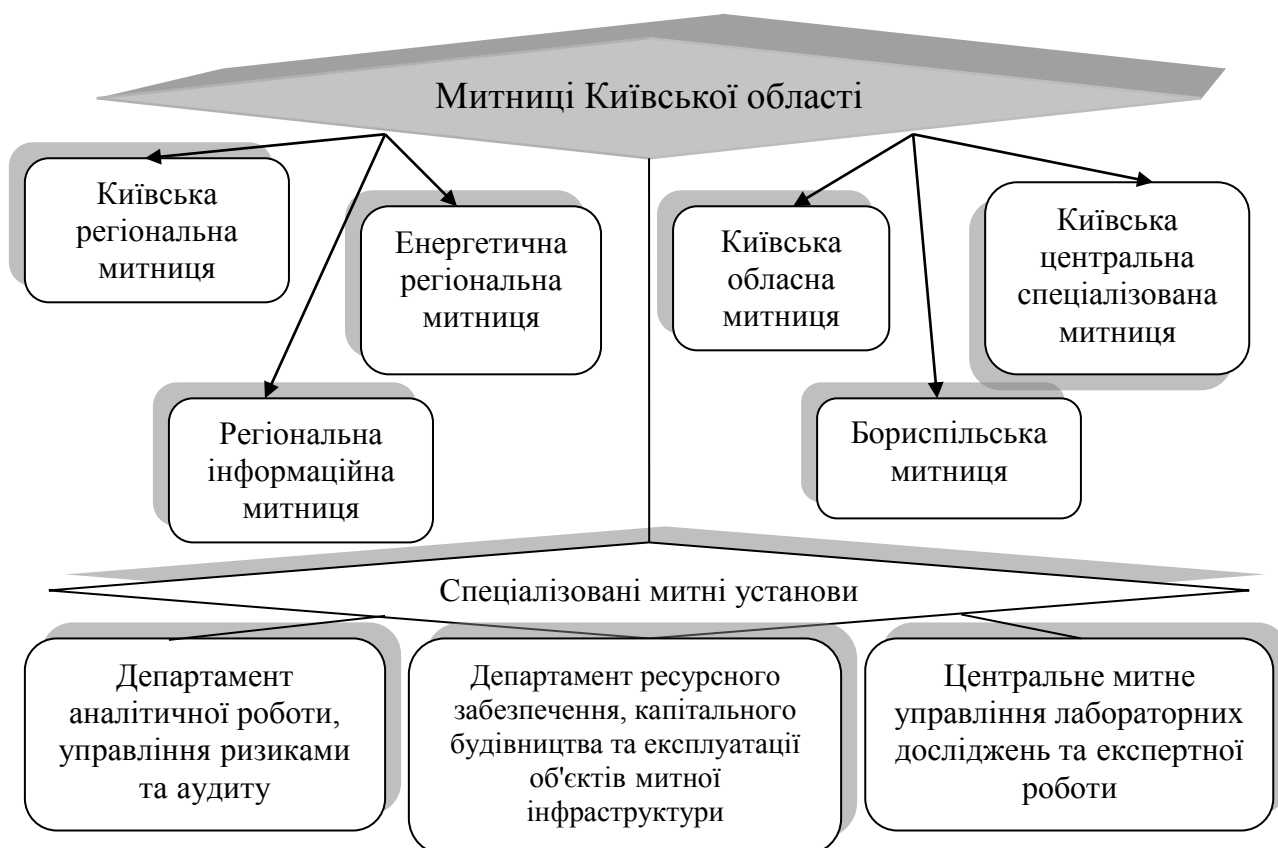 Митниці Київської області
Київська
регіональна
митниця
Енергетична
регіональна
митниця
Регіональна
інформаційна
митниця
Київська
обласна
митниця
Київська
центральна
спеціалізована
митниця
Бориспільська
митниця
Спеціалізовані митні установи
Департамент
аналітичної роботи,
управління ризиками
та аудиту
Департамент ресурсного
забезпечення, капітального
будівництва та експлуатації
об'єктів митної
інфраструктури
Центральне митне
управління лабораторних
досліджень та експертної
роботи